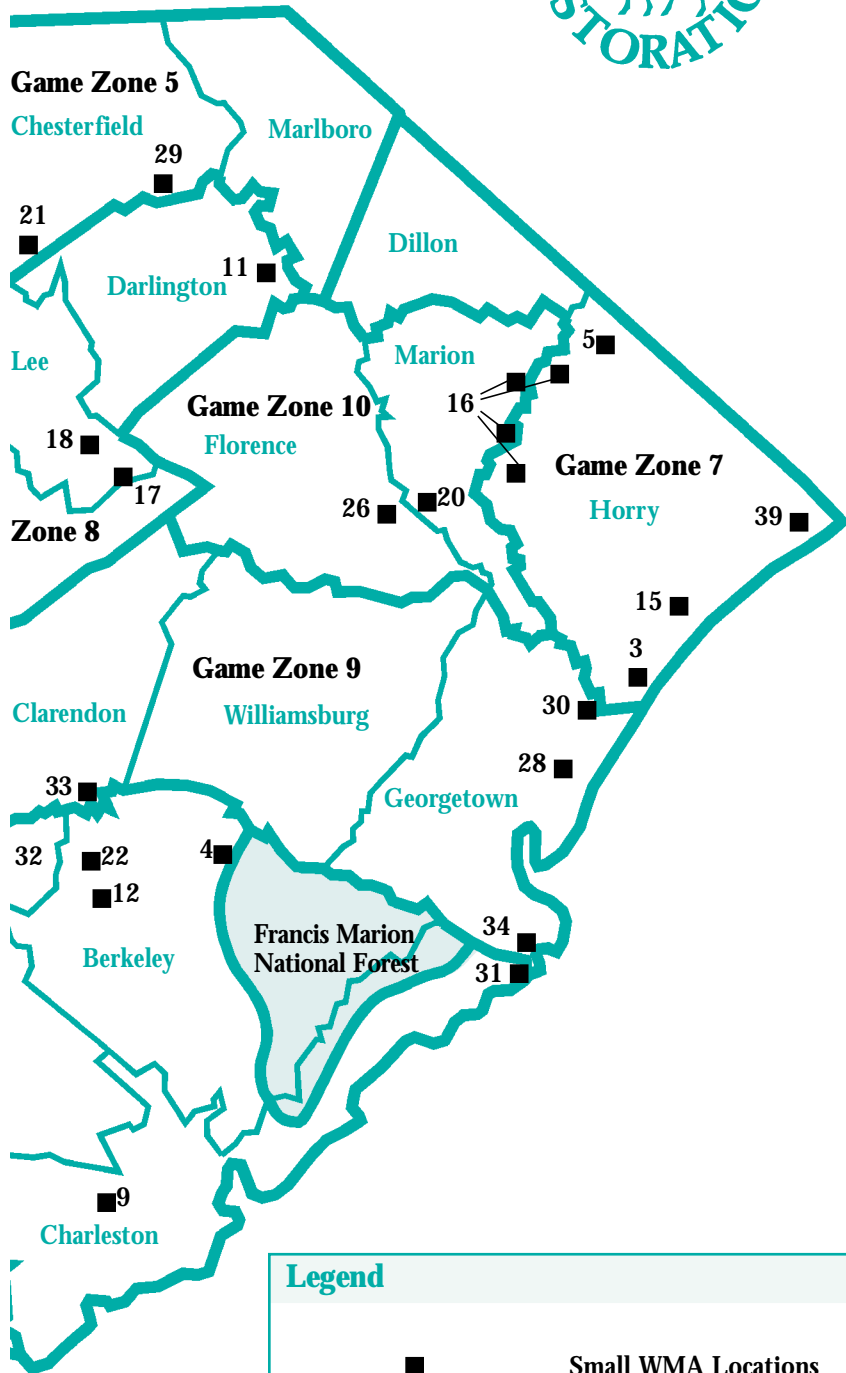 STORATIO
Game Zone 5
Chesterfield
Marlboro
29
21
Dillon
11
Darlington
5
Marion
Lee
16
Game Zone 10
18
Florence
Game Zone 7
17
20
26
Horry
39
Zone 8
15
3
Game Zone 9
Clarendon
Williamsburg
30
28
33
Georgetown
32
22
4
12
34
Francis Marion
National Forest
Berkeley
31
9
Charleston
Legend
Small WMA Locations